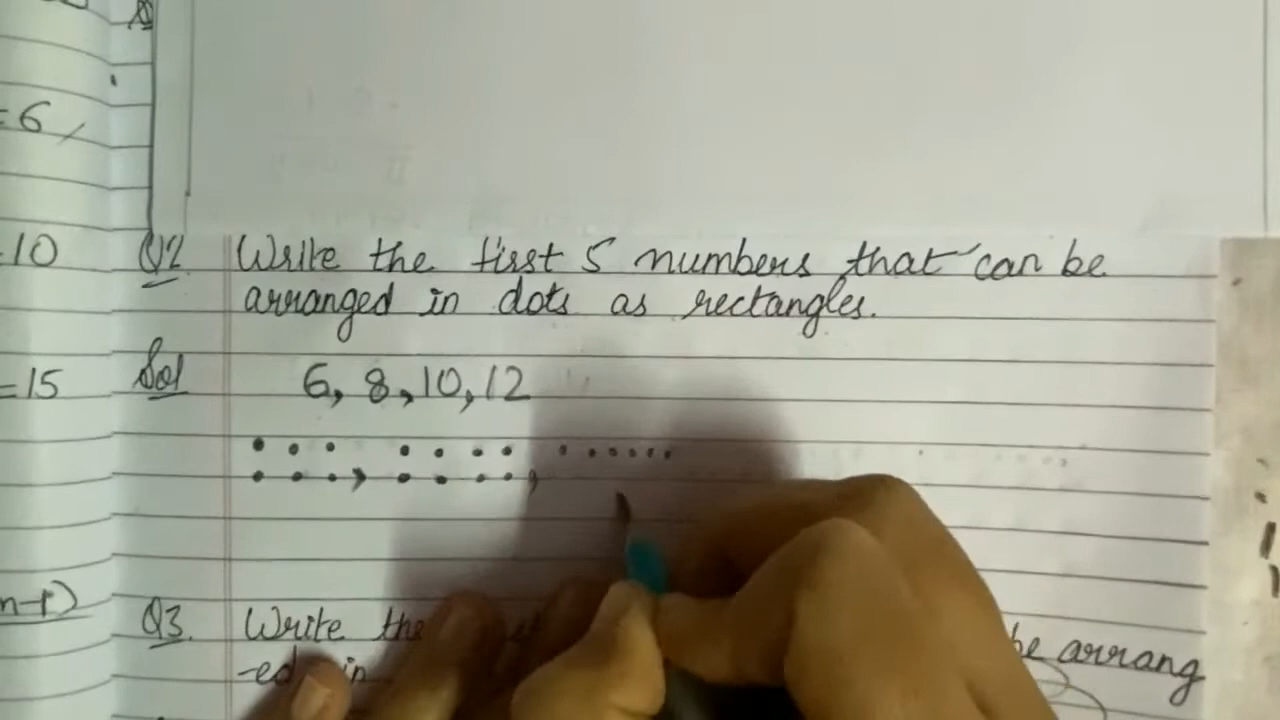 =6
10
=15
n-1)
Q2 Write the first 5 numbers that can be
arranged in dots as rectangles.
Sol 6, 8, 10, 12
Q3. Write the be arrang
-ed in